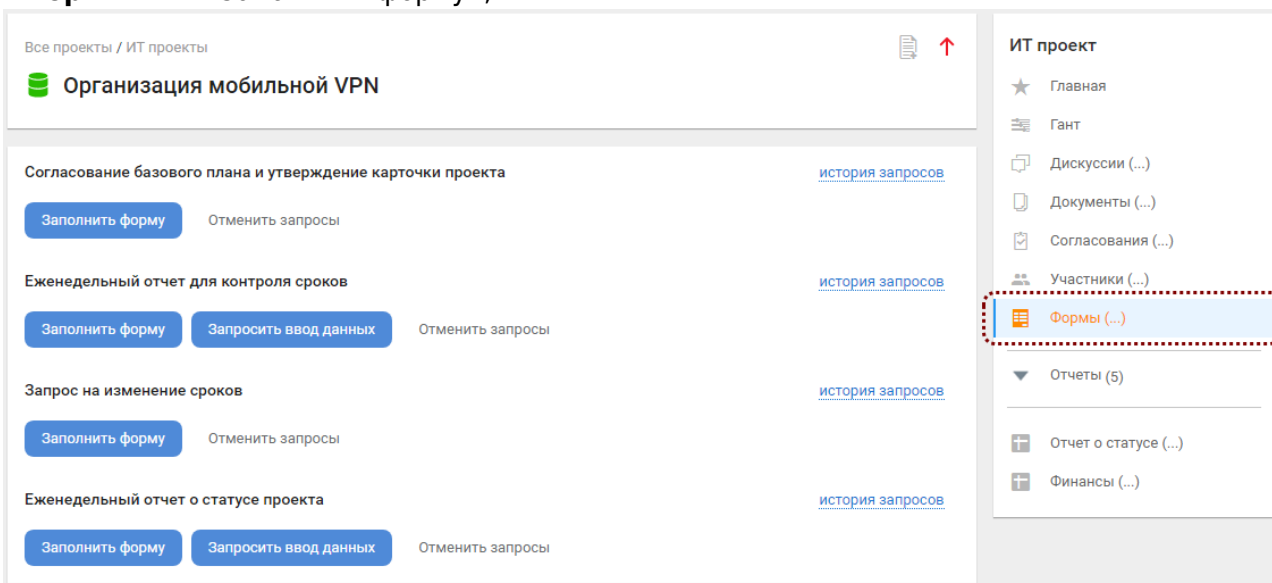 Все проекты / ИТ проекты
Организация мобильной VPN
Согласование базового плана и утверждение карточки проекта
история запросов
Заполнить форму
Отменить запросы
Еженедельный отчет для контроля сроков
история запросов
Заполнить форму
Запросить ввод данных
Отменить запросы
Запрос на изменение сроков
история запросов
Заполнить форму
Отменить запросы
Еженедельный отчет о статусе проекта
история запросов
Заполнить форму
Запросить ввод данных
Отменить запросы
ИТ проект
Главная
Гант
Дискуссии (...)
Документы (...)
Согласования (...)
Участники (...)
Формы (...)
Отчеты (5)
Отчет о статусе (...)
Финансы (...)